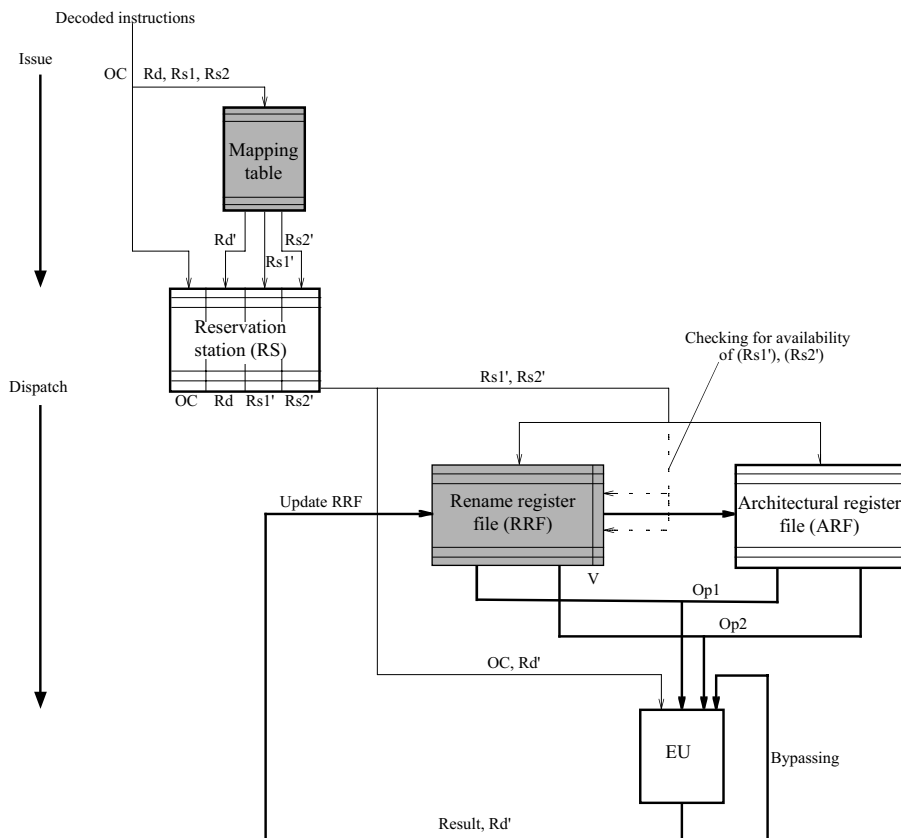 Decoded instructions
Issue
OC
Rd, Rs1, Rs2
Mapping
table
Rd'
Rs2'
Rs1'
Reservation
station (RS)
Checking for availability
of (Rs1'), (Rs2')
Dispatch
Rs1', Rs2'
OC Rd Rs1' Rs2'
Update RRF
Rename register
file (RRF)
Architectural register
file (ARF)
V
Op1
Op2
OC, Rd'
EU
Bypassing
Result, Rd'